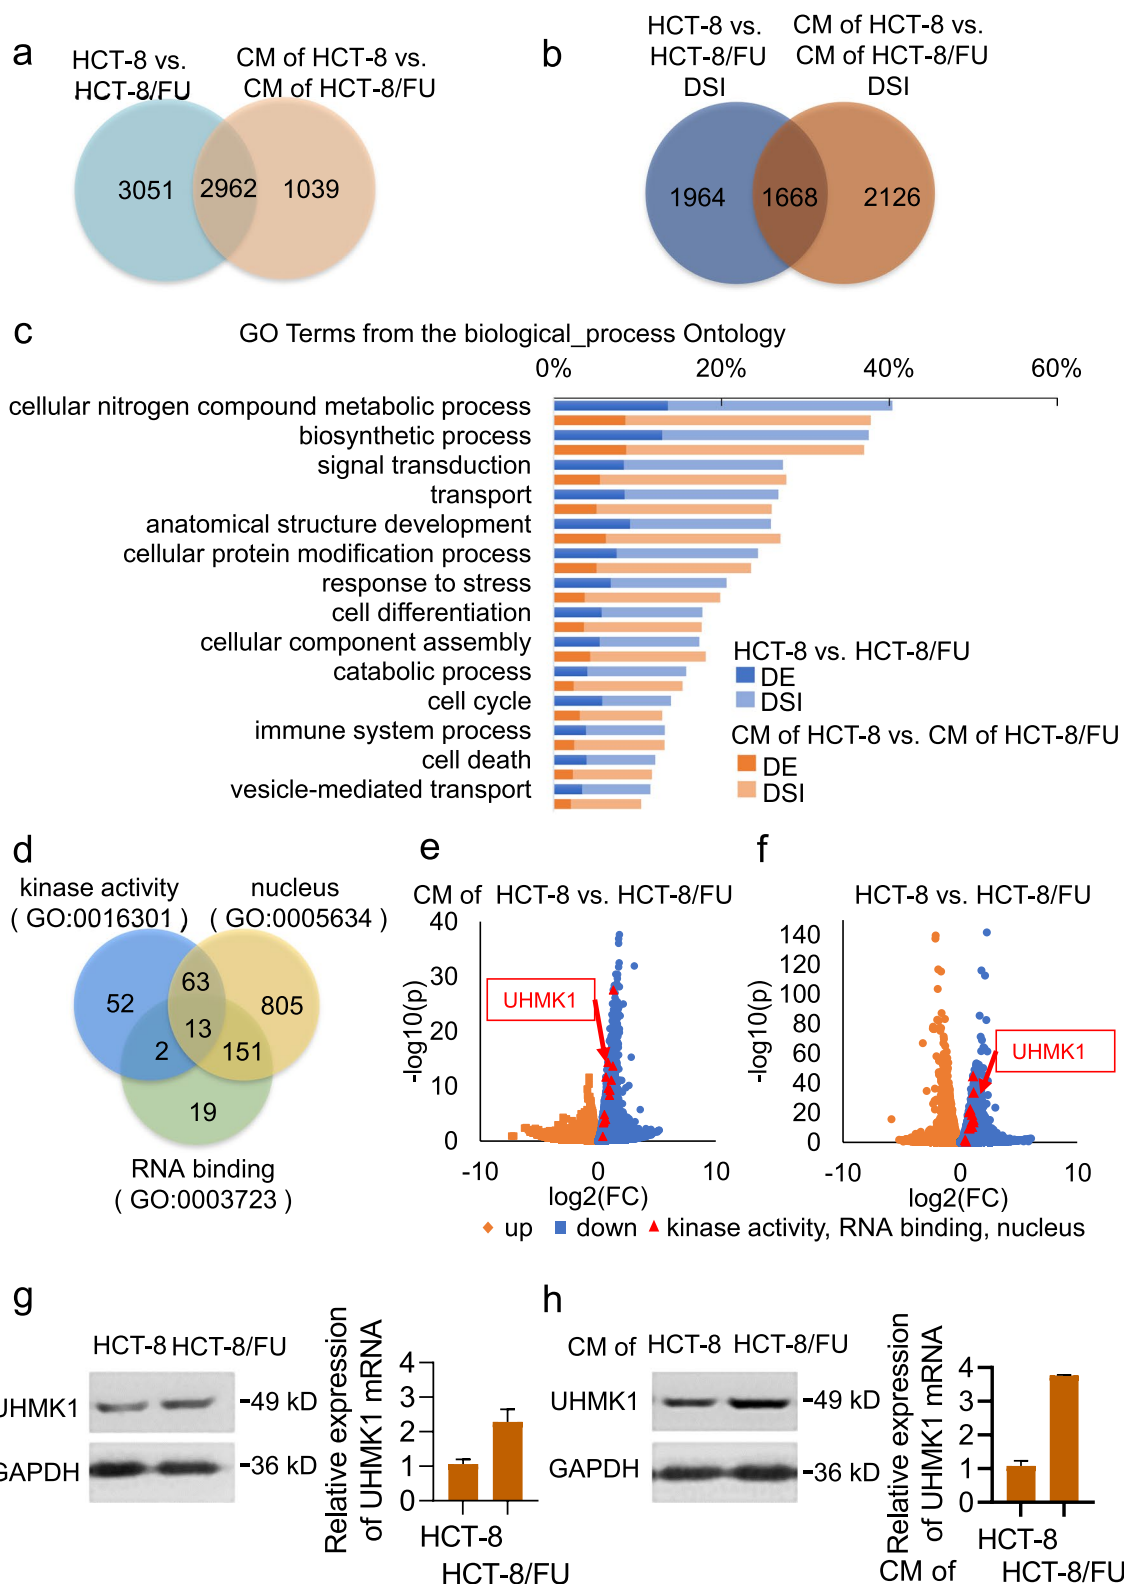 a
HCT-8 vs.
HCT-8/FU
CM of HCT-8 vs.
CM of HCT-8/FU
3051
2962
1039
b
HCT-8 vs.
HCT-8/FU
DSI
CM of HCT-8 vs.
CM of HCT-8/FU
DSI
1964
1668
2126
c
GO Terms from the biological_process Ontology
0%
20%
40%
60%
cellular nitrogen compound metabolic process
biosynthetic process
signal transduction
transport
anatomical structure development
cellular protein modification process
response to stress
cell differentiation
cellular component assembly
catabolic process
cell cycle
immune system process
cell death
vesicle-mediated transport
HCT-8 vs. HCT-8/FU
DE
DSI
CM of HCT-8 vs. CM of HCT-8/FU
DE
DSI
d
kinase activity
( GO:0016301 )
nucleus
( GO:0005634 )
52
63
805
13
2
151
19
RNA binding
( GO:0003723 )
e
CM of HCT-8 vs. HCT-8/FU
-log10(p)
40
30
20
10
0
-10
0
10
log2(FC)
UHMK1
f
HCT-8 vs. HCT-8/FU
-log10(p)
140
120
100
80
60
40
20
0
-10
0
10
log2(FC)
UHMK1
up
down
kinase activity, RNA binding, nucleus
g
HCT-8 HCT-8/FU
UHMK1
-49 kD
GAPDH
-36 kD
Relative expression
of UHMK1 mRNA
4
3
2
1
0
HCT-8
HCT-8/FU
h
CM of HCT-8 HCT-8/FU
UHMK1
-49 kD
GAPDH
-36 kD
Relative expression
of UHMK1 mRNA
4
3
2
1
0
HCT-8
CM of HCT-8/FU